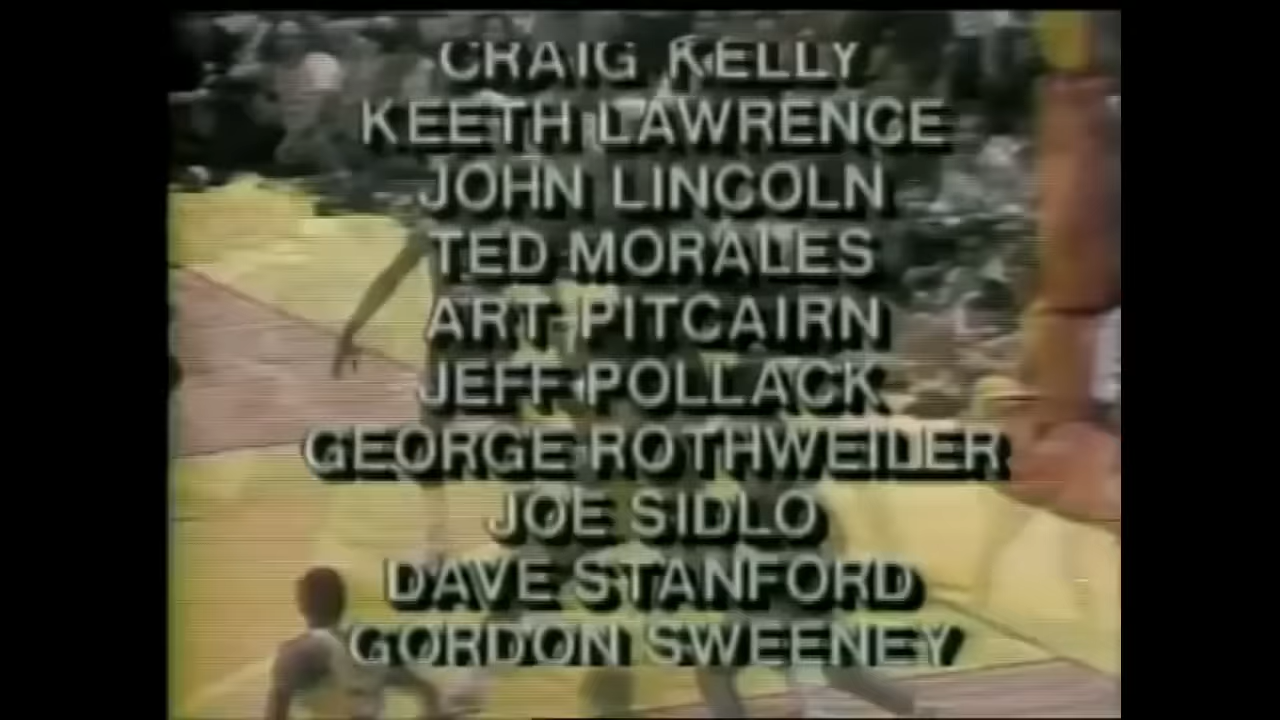 CRAIG KELLY
KEETH LAWRENCE
JOHN LINCOLN
TED MORALES
ART PITCAIRN
JEFF POLLACK
GEORGE ROTHWEILER
JOE SIDLO
DAVE STANFORD
GORDON SWEENEY